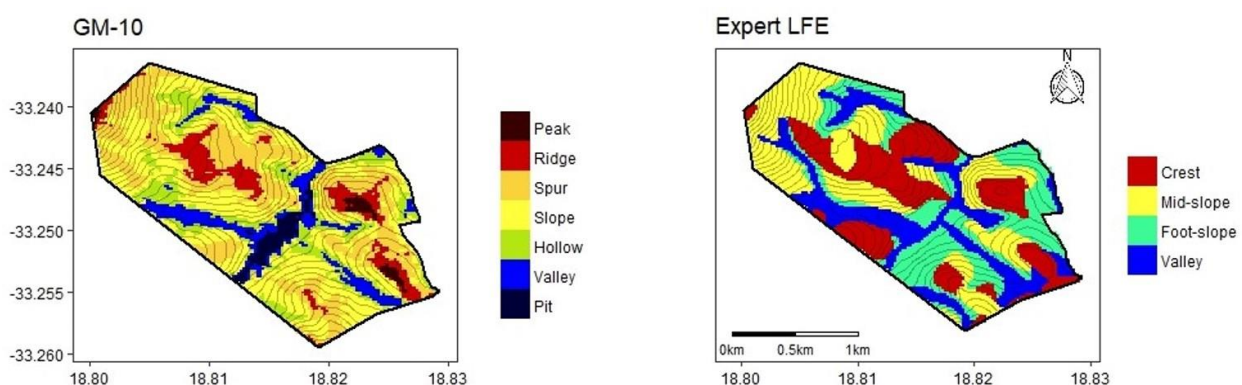 GM-10
Expert LFE
-33.240
-33.245
-33.250
-33.255
-33.260
18.80
18.81
18.82
18.83
Peak
Ridge
Spur
Slope
Hollow
Valley
Pit
N
0km
0.5km
1km
18.80
18.81
18.82
18.83
Crest
Mid-slope
Foot-slope
Valley